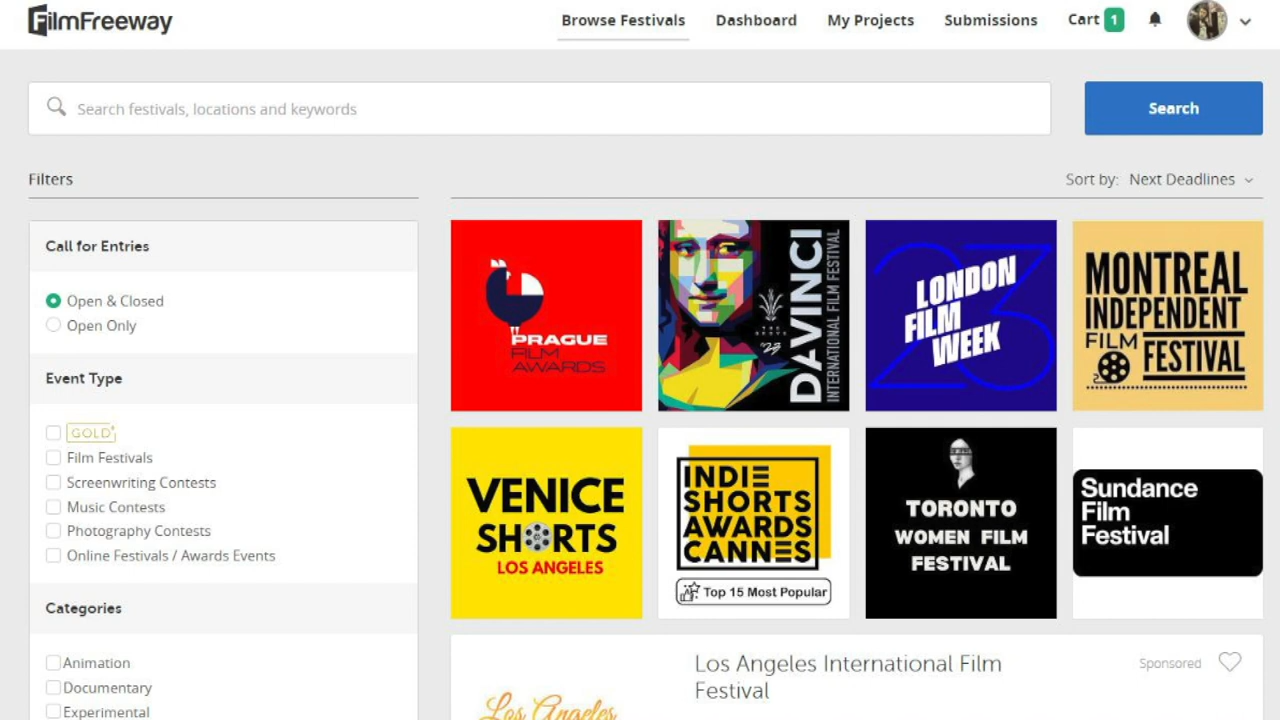 FilmFreeway
Browse Festivals
Dashboard
My Projects
Submissions
Cart 1
Search festivals, locations and keywords
Search
Filters
Sort by: Next Deadlines
Call for Entries
Open & Closed
Open Only
Event Type
GOLD
Film Festivals
Screenwriting Contests
Music Contests
Photography Contests
Online Festivals / Awards Events
Categories
Animation
Documentary
Experimental
PRAGUE
FILM
AWARDS
DAVINCI
INTERNATIONAL FILM FESTIVAL
'23
23
LONDON
FILM
WEEK
MONTREAL
INDEPENDENT
FILM
FESTIVAL
VENICE
SHORTS
LOS ANGELES
INDIE
SHORTS
AWARDS
CANNES
Top 15 Most Popular
TORONTO
WOMEN FILM
FESTIVAL
Sundance
Film
Festival
Los Angeles
Los Angeles International Film
Festival
Sponsored